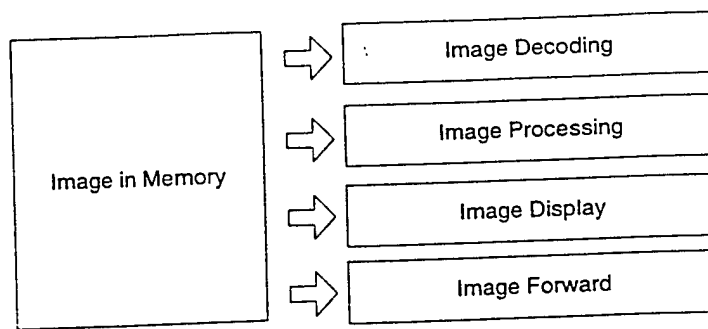 Image in Memory
Image Decoding
Image Processing
Image Display
Image Forward